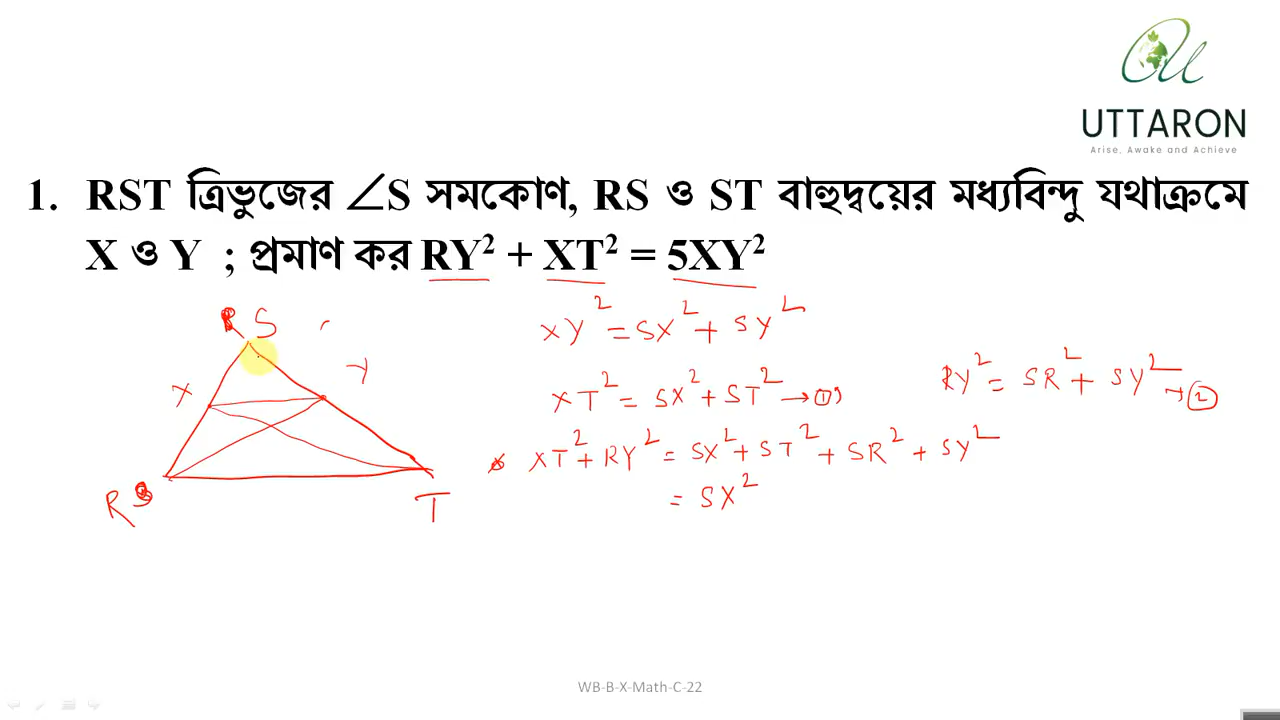 UTTARON
Arise, Awake and Achieve
1. RST ত্রিভুজের ∠S সমকোণ, RS ও ST বাহুদ্বয়ের মধ্যবিন্দু যথাক্রমে
X ও Y ; প্রমাণ কর RY² + XT² = 5XY²
S
X
Y
R
T
XY² = SX² + SY²
XT² = SX² + ST² → ①
RY² = SR² + SY² → ②
XT² + RY² = SX² + ST² + SR² + SY²
= SX²
WB-B-X-Math-C-22